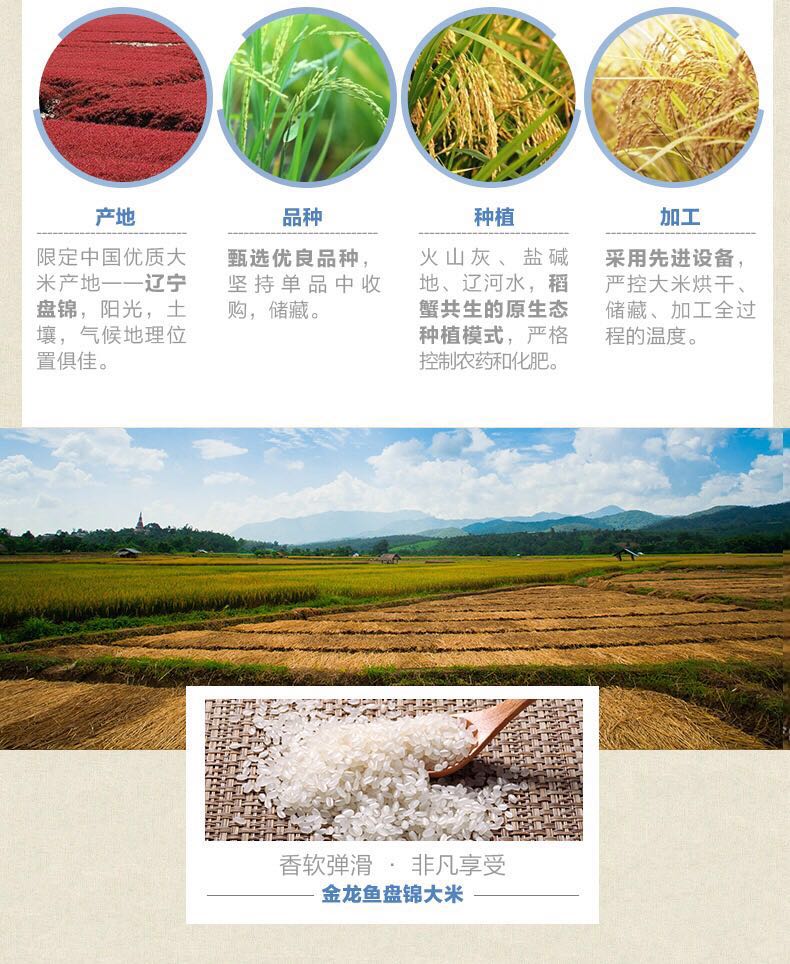 产地
限定中国优质大
米产地——辽宁
盘锦，阳光，土
壤，气候地理位
置俱佳。
品种
甄选优良品种，
坚持单品中收
购，储藏。
种植
火山灰、盐碱
地、辽河水，稻
蟹共生的原生态
种植模式，严格
控制农药和化肥。
加工
采用先进设备，
严控大米烘干、
储藏、加工全过
程的温度。
香软弹滑 · 非凡享受
金龙鱼盘锦大米